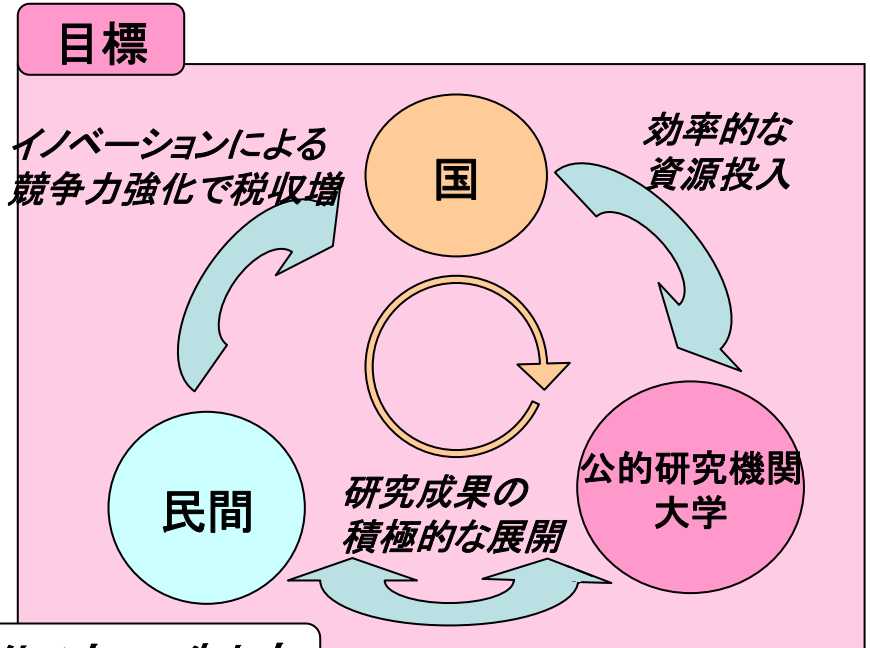 目標
イノベーションによる
競争力強化で税収増
効率的な
資源投入
国
民間
公的研究機関
大学
研究成果の
積極的な展開